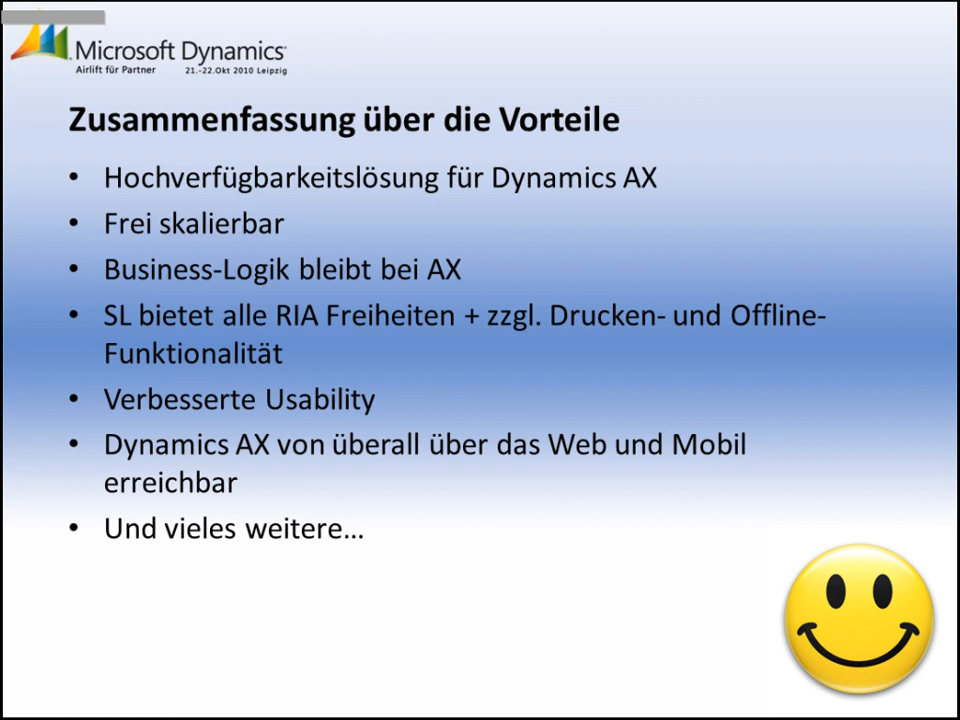 Microsoft Dynamics
Airlift für Partner 21.-22.Okt 2010 Leipzig
Zusammenfassung über die Vorteile
• Hochverfügbarkeitslösung für Dynamics AX
• Frei skalierbar
• Business-Logik bleibt bei AX
• SL bietet alle RIA Freiheiten + zzgl. Drucken- und Offline-
Funktionalität
• Verbesserte Usability
• Dynamics AX von überall über das Web und Mobil
erreichbar
• Und vieles weitere…